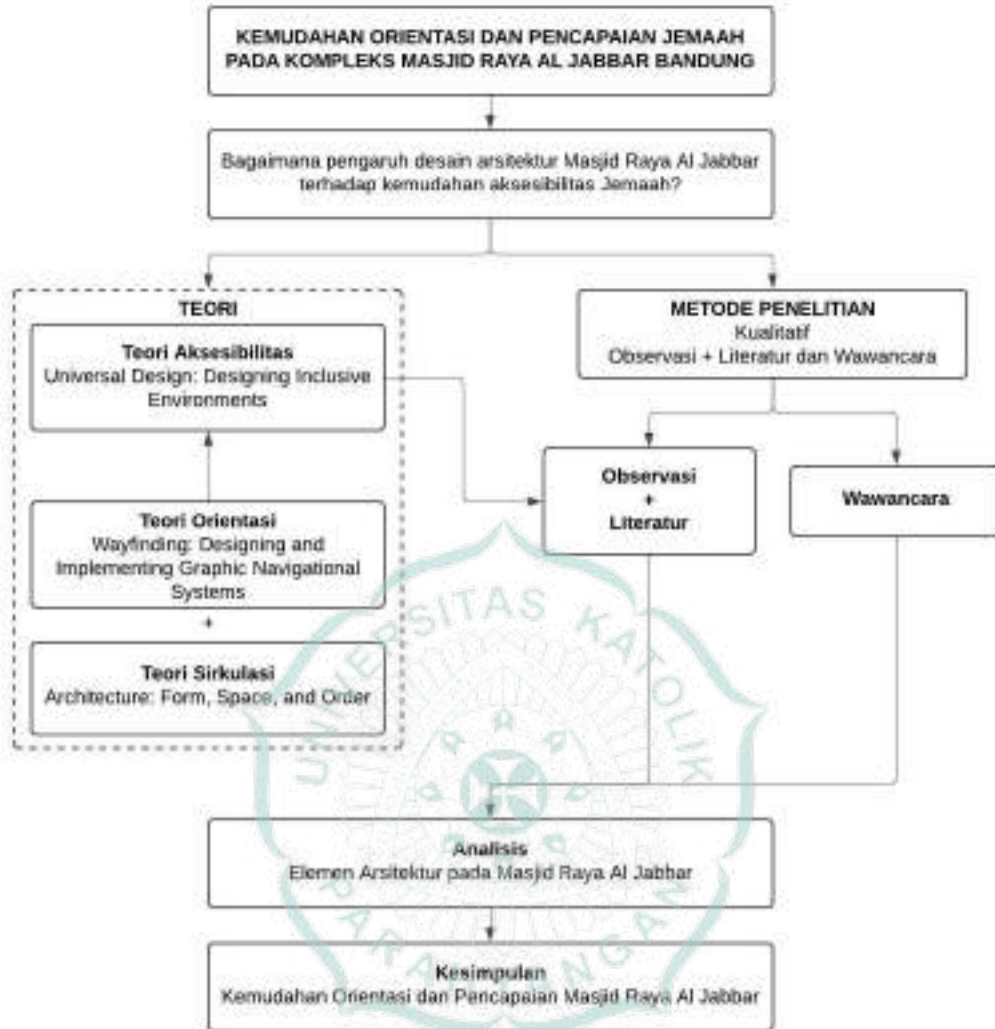 KEMUDAHAN ORIENTASI DAN PENCAPAIAN JEMAAH
PADA KOMPLEKS MASJID RAYA AL JABBAR BANDUNG
Bagaimana pengaruh desain arsitektur Masjid Raya Al Jabbar
terhadap kemudahan aksesibilitas Jemaah?
TEORI
Teori Aksesibilitas
Universal Design: Designing Inclusive
Environments
Teori Orientasi
Wayfinding: Designing and
Implementing Graphic Navigational
Systems
+
Teori Sirkulasi
Architecture: Form, Space, and Order
METODE PENELITIAN
Kualitatif
Observasi + Literatur dan Wawancara
Observasi
+
Literatur
Wawancara
UNIVERSITAS KATOLIK
PARAHYANGAN
Analisis
Elemen Arsitektur pada Masjid Raya Al Jabbar
Kesimpulan
Kemudahan Orientasi dan Pencapaian Masjid Raya Al Jabbar